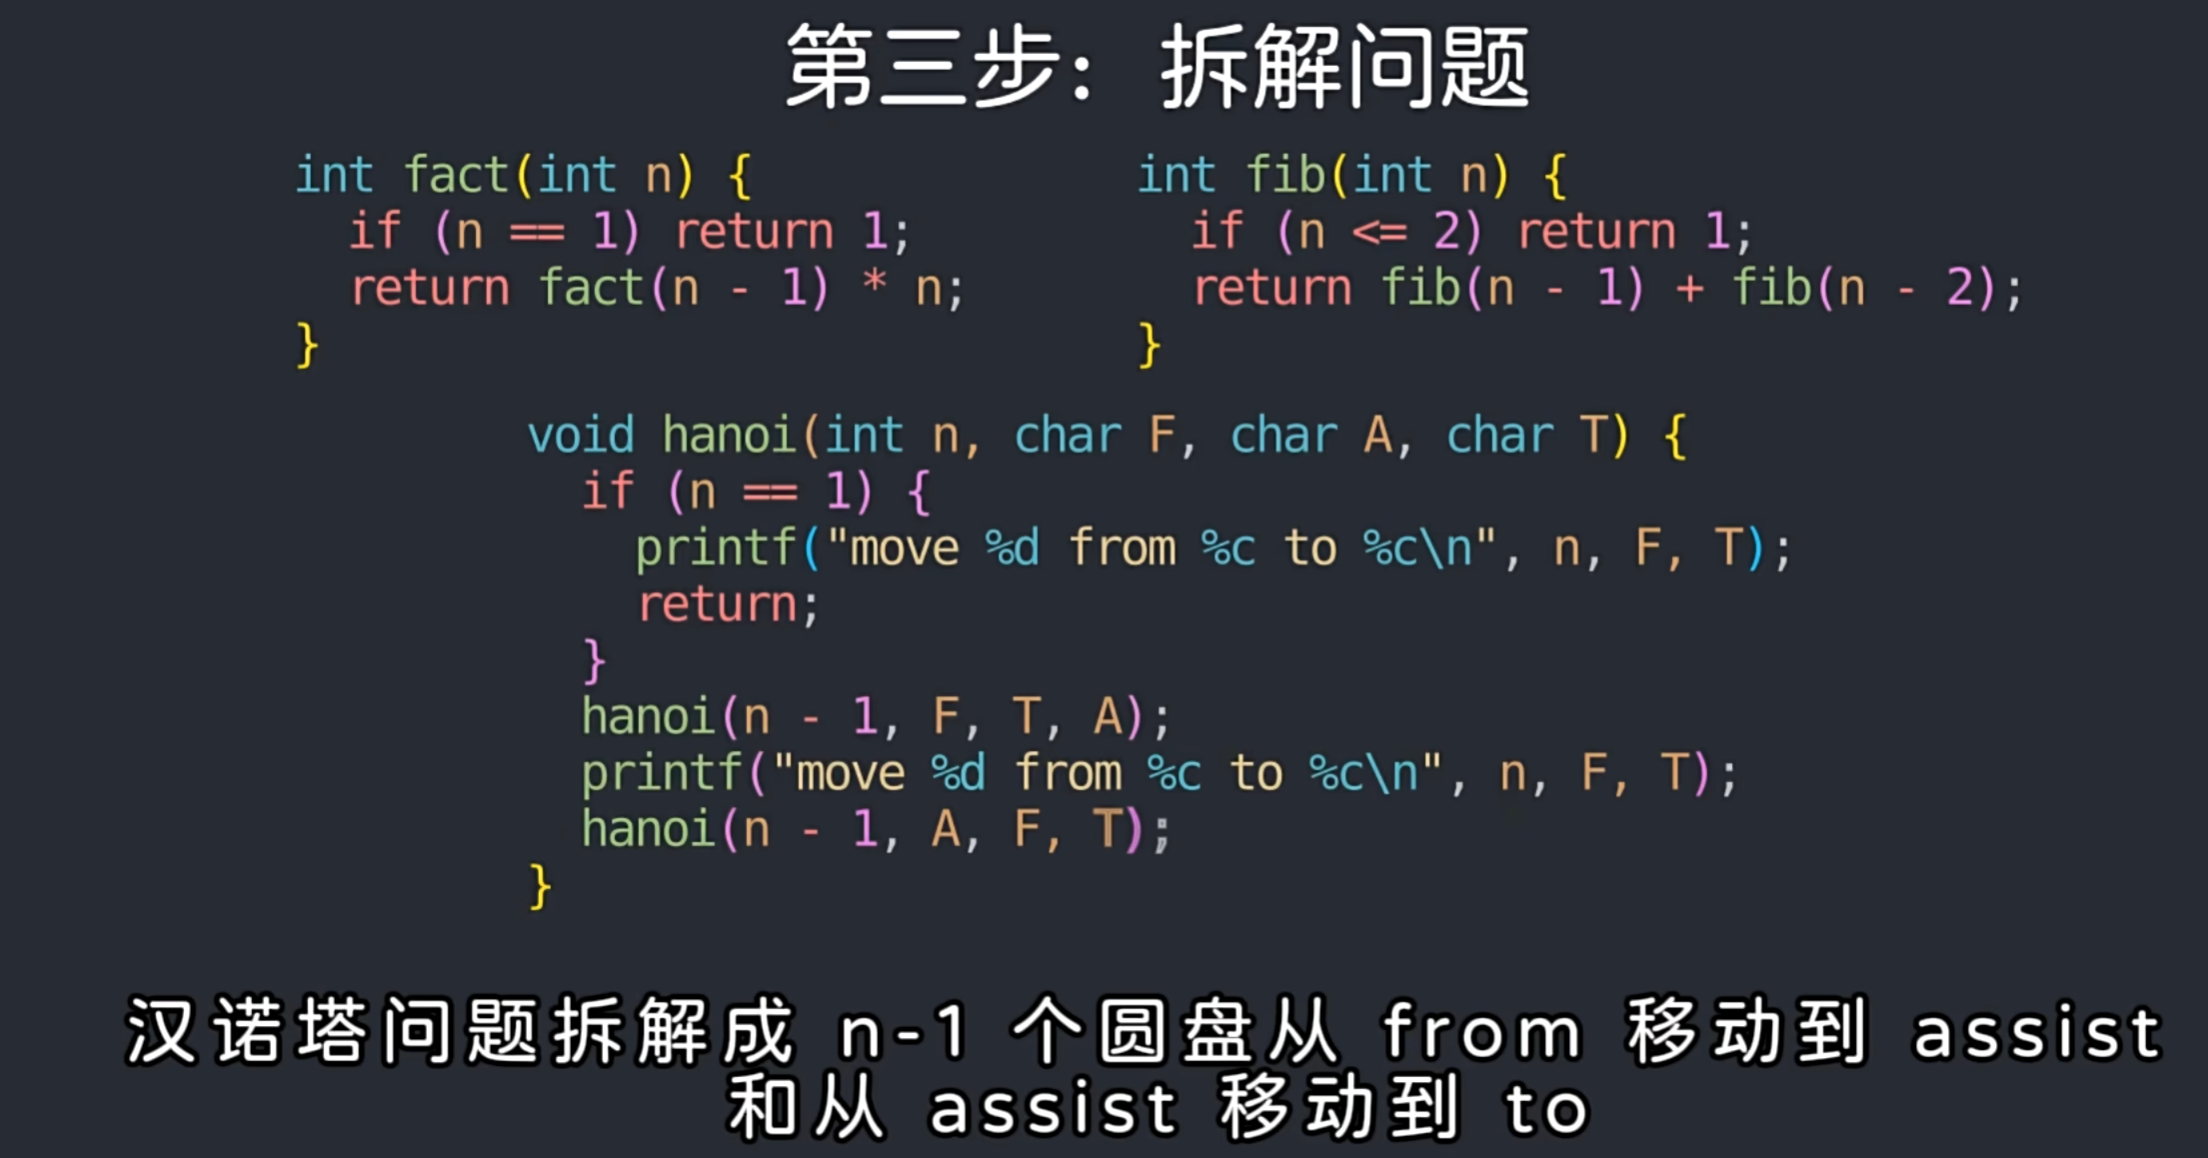 第三步：拆解问题
int fact(int n) {
  if (n == 1) return 1;
  return fact(n - 1) * n;
}
int fib(int n) {
  if (n <= 2) return 1;
  return fib(n - 1) + fib(n - 2);
}
void hanoi(int n, char F, char A, char T) {
  if (n == 1) {
    printf("move %d from %c to %c\n", n, F, T);
    return;
  }
  hanoi(n - 1, F, T, A);
  printf("move %d from %c to %c\n", n, F, T);
  hanoi(n - 1, A, F, T);
}
汉诺塔问题拆解成 n-1 个圆盘从 from 移动到 assist
和从 assist 移动到 to